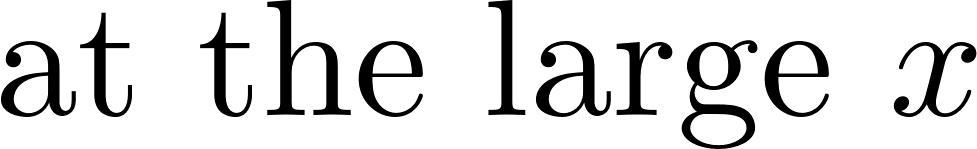 at the large x